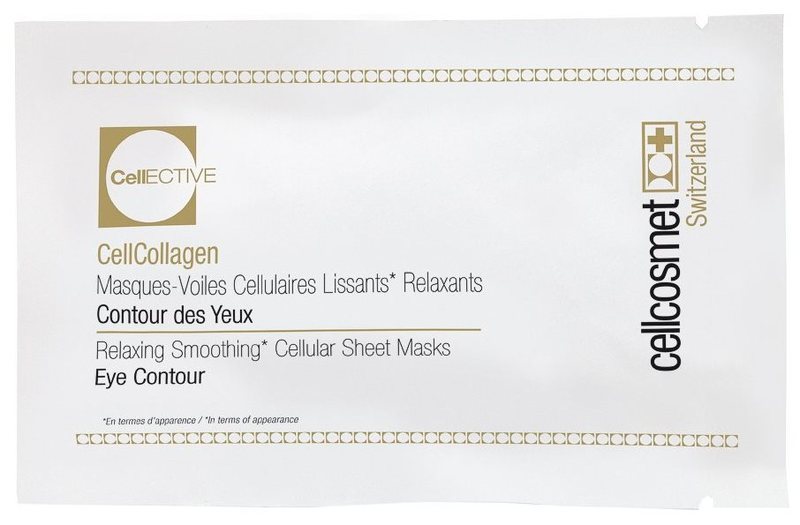 CellECTIVE
CellCollagen
Masques-Voiles Cellulaires Lissants* Relaxants
Contour des Yeux
Relaxing Smoothing* Cellular Sheet Masks
Eye Contour
*En termes d'apparence / *In terms of appearance
cellcosmet
Switzerland